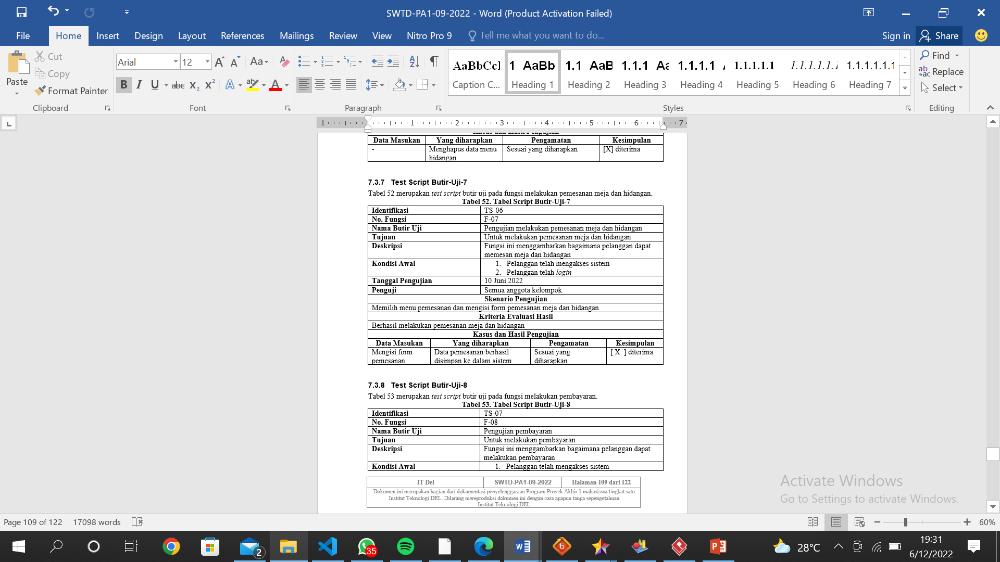 SWTD-PA1-09-2022 - Word (Product Activation Failed)
File Home Insert Design Layout References Mailings Review View Nitro Pro 9 Tell me what you want to do... Sign in Share
Paste
Cut
Copy
Format Painter
Arial 12
AaBbCcI 1 AaBb 1.1 AaB 1.1.1 Aa 1.1.1.1 1.1.1.1.1 1.1.1.1.1.1 1.1.1.1.1.1.1
Caption C... Heading 1 Heading 2 Heading 3 Heading 4 Heading 5 Heading 6 Heading 7
Find
Replace
Select
Clipboard Font Paragraph Styles Editing
1 1 2 3 4 5 6 7
Kasus dan Hasil Pengujian
Data Masukan Yang diharapkan Pengamatan Kesimpulan
- Menghapus data menu hidangan Sesuai yang diharapkan [X] diterima
7.3.7 Test Script Butir-Uji-7
Tabel 52 merupakan test script butir uji pada fungsi melakukan pemesanan meja dan hidangan.
Tabel 52. Tabel Script Butir-Uji-7
Identifikasi TS-06
No. Fungsi F-07
Nama Butir Uji Pengujian melakukan pemesanan meja dan hidangan
Tujuan Untuk melakukan pemesanan meja dan hidangan
Deskripsi Fungsi ini menggambarkan bagaimana pelanggan dapat
memesan meja dan hidangan
Kondisi Awal 1. Pelanggan telah mengakses sistem
2. Pelanggan telah login
Tanggal Pengujian 10 Juni 2022
Penguji Semua anggota kelompok
Skenario Pengujian
Memilih menu pemesanan dan mengisi form pemesanan meja dan hidangan
Kriteria Evaluasi Hasil
Berhasil melakukan pemesanan meja dan hidangan
Kasus dan Hasil Pengujian
Data Masukan Yang diharapkan Pengamatan Kesimpulan
Mengisi form Data pemesanan berhasil Sesuai yang [ X ] diterima
pemesanan disimpan ke dalam sistem diharapkan
7.3.8 Test Script Butir-Uji-8
Tabel 53 merupakan test script butir uji pada fungsi melakukan pembayaran.
Tabel 53. Tabel Script Butir-Uji-8
Identifikasi TS-07
No. Fungsi F-08
Nama Butir Uji Pengujian pembayaran
Tujuan Untuk melakukan pembayaran
Deskripsi Fungsi ini menggambarkan bagaimana pelanggan dapat
melakukan pembayaran
Kondisi Awal 1. Pelanggan telah mengakses sistem
IT Del SWTD-PA1-09-2022 Halaman 109 dari 122
Dokumen ini merupakan bagian dari dokumentasi penyelenggaraan Program Proyek Akhir 1 mahasiswa tingkat satu
Institut Teknologi DEL. Dilarang mereproduksi dokumen ini dengan cara apapun tanpa sepengetahuan
Institut Teknologi DEL
Activate Windows
Go to Settings to activate Windows.
Page 109 of 122 17098 words 60%
2 35 28°C
19:31
6/12/2022